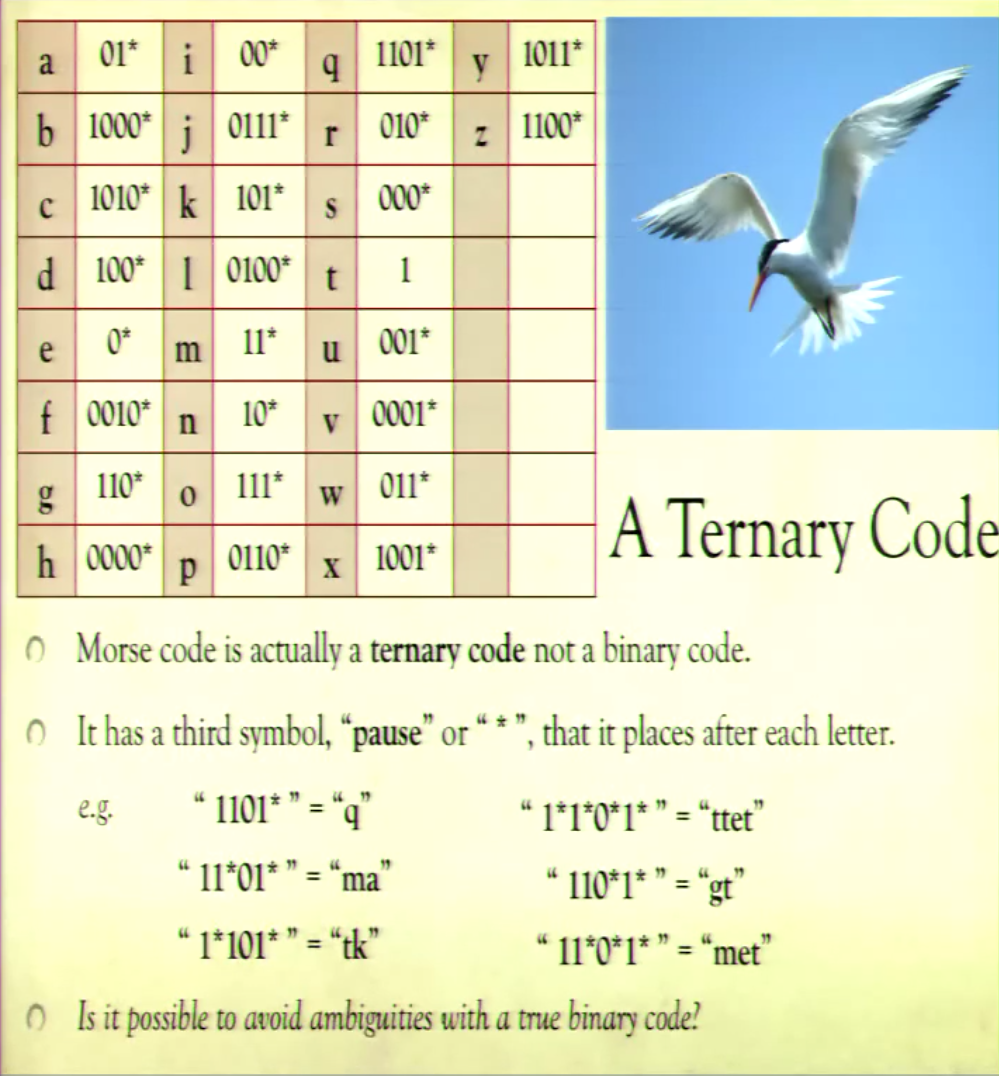 a 01* i 00* q 1101* y 1011*
b 1000* j 0111* r 010* z 1100*
c 1010* k 101* s 000*
d 100* l 0100* t 1
e 0* m 11* u 001*
f 0010* n 10* v 0001*
g 110* o 111* w 011*
h 0000* p 0110* x 1001*
A Ternary Code
Morse code is actually a ternary code not a binary code.
It has a third symbol, “pause” or “ * ”, that it places after each letter.
e.g. “ 1101* ” = “q” “ 1*1*0*1* ” = “ttet”
“ 11*01* ” = “ma” “ 110*1* ” = “gt”
“ 1*101* ” = “tk” “ 11*0*1* ” = “met”
Is it possible to avoid ambiguities with a true binary code?